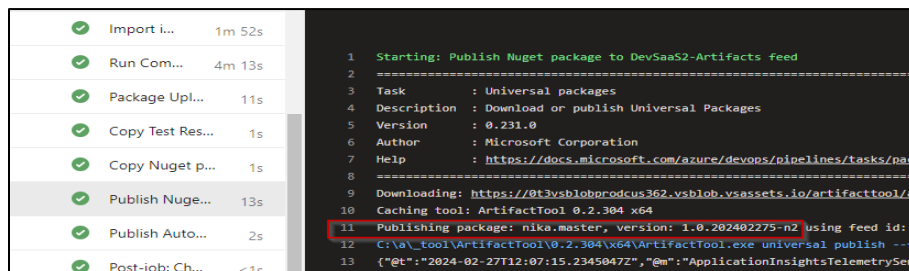 Import i... 1m 52s
Run Com... 4m 13s
Package Upl... 11s
Copy Test Res... 1s
Copy Nuget p... 1s
Publish Nuge... 13s
Publish Auto... 2s
Post-job: Ch... <1s
1 Starting: Publish Nuget package to DevSaaS2-Artifacts feed
2 ==============================================================================
3 Task : Universal packages
4 Description : Download or publish Universal Packages
5 Version : 0.231.0
6 Author : Microsoft Corporation
7 Help : https://docs.microsoft.com/azure/devops/pipelines/tasks/pac
8 ==============================================================================
9 Downloading: https://0t3vsblobprodcus362.vsblob.vsassets.io/artifacttool/a
10 Caching tool: ArtifactTool 0.2.304 x64
11 Publishing package: nika.master, version: 1.0.202402275-n2 using feed id:
12 C:\a\_tool\ArtifactTool\0.2.304\x64\ArtifactTool.exe universal publish --
13 {"@t":"2024-02-27T12:07:15.2345047Z","@m":"ApplicationInsightsTelemetrySe